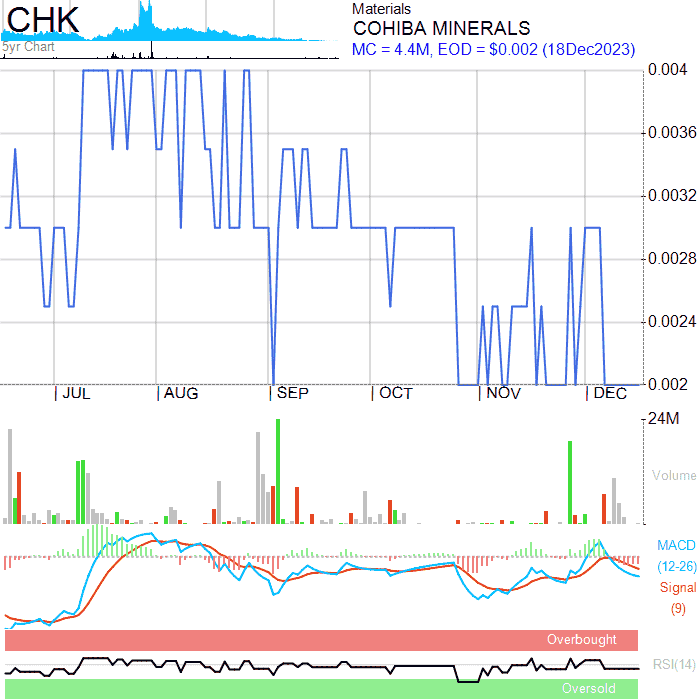 CHK
5yr Chart
Materials
COHIBA MINERALS
MC = 4.4M, EOD = $0.002 (18Dec2023)
0.004
0.0036
0.0032
0.0028
0.0024
0.002
JUL AUG SEP OCT NOV DEC
24M
Volume
MACD
(12-26)
Signal
(9)
Overbought
RSI(14)
Oversold